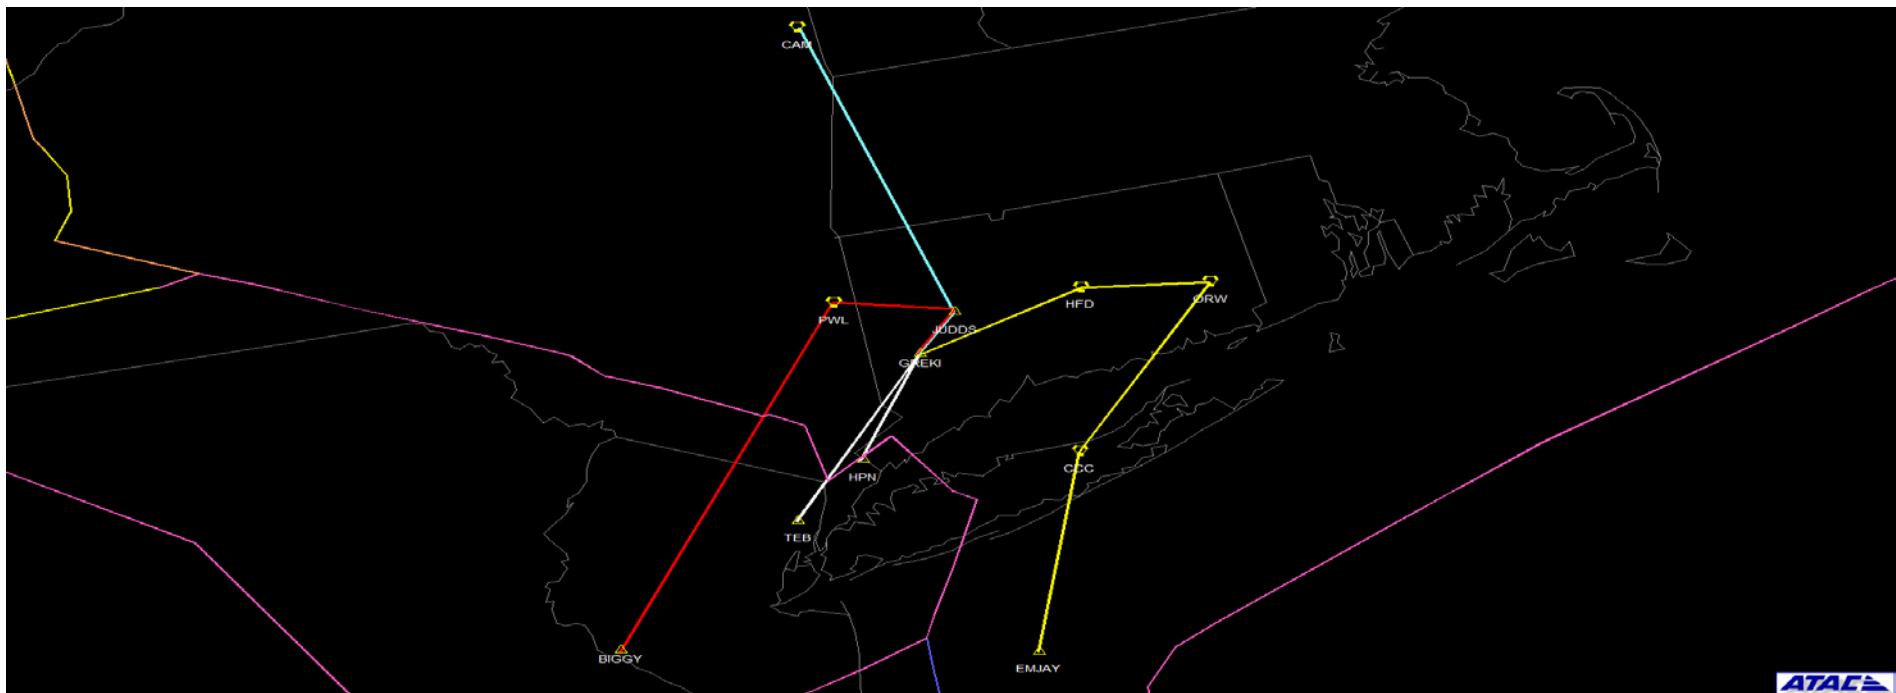 CAM
PWL
JUDDS
HFD
ORW
GREKI
HPN
CCC
TEB
BIGGY
EMJAY
ATAC